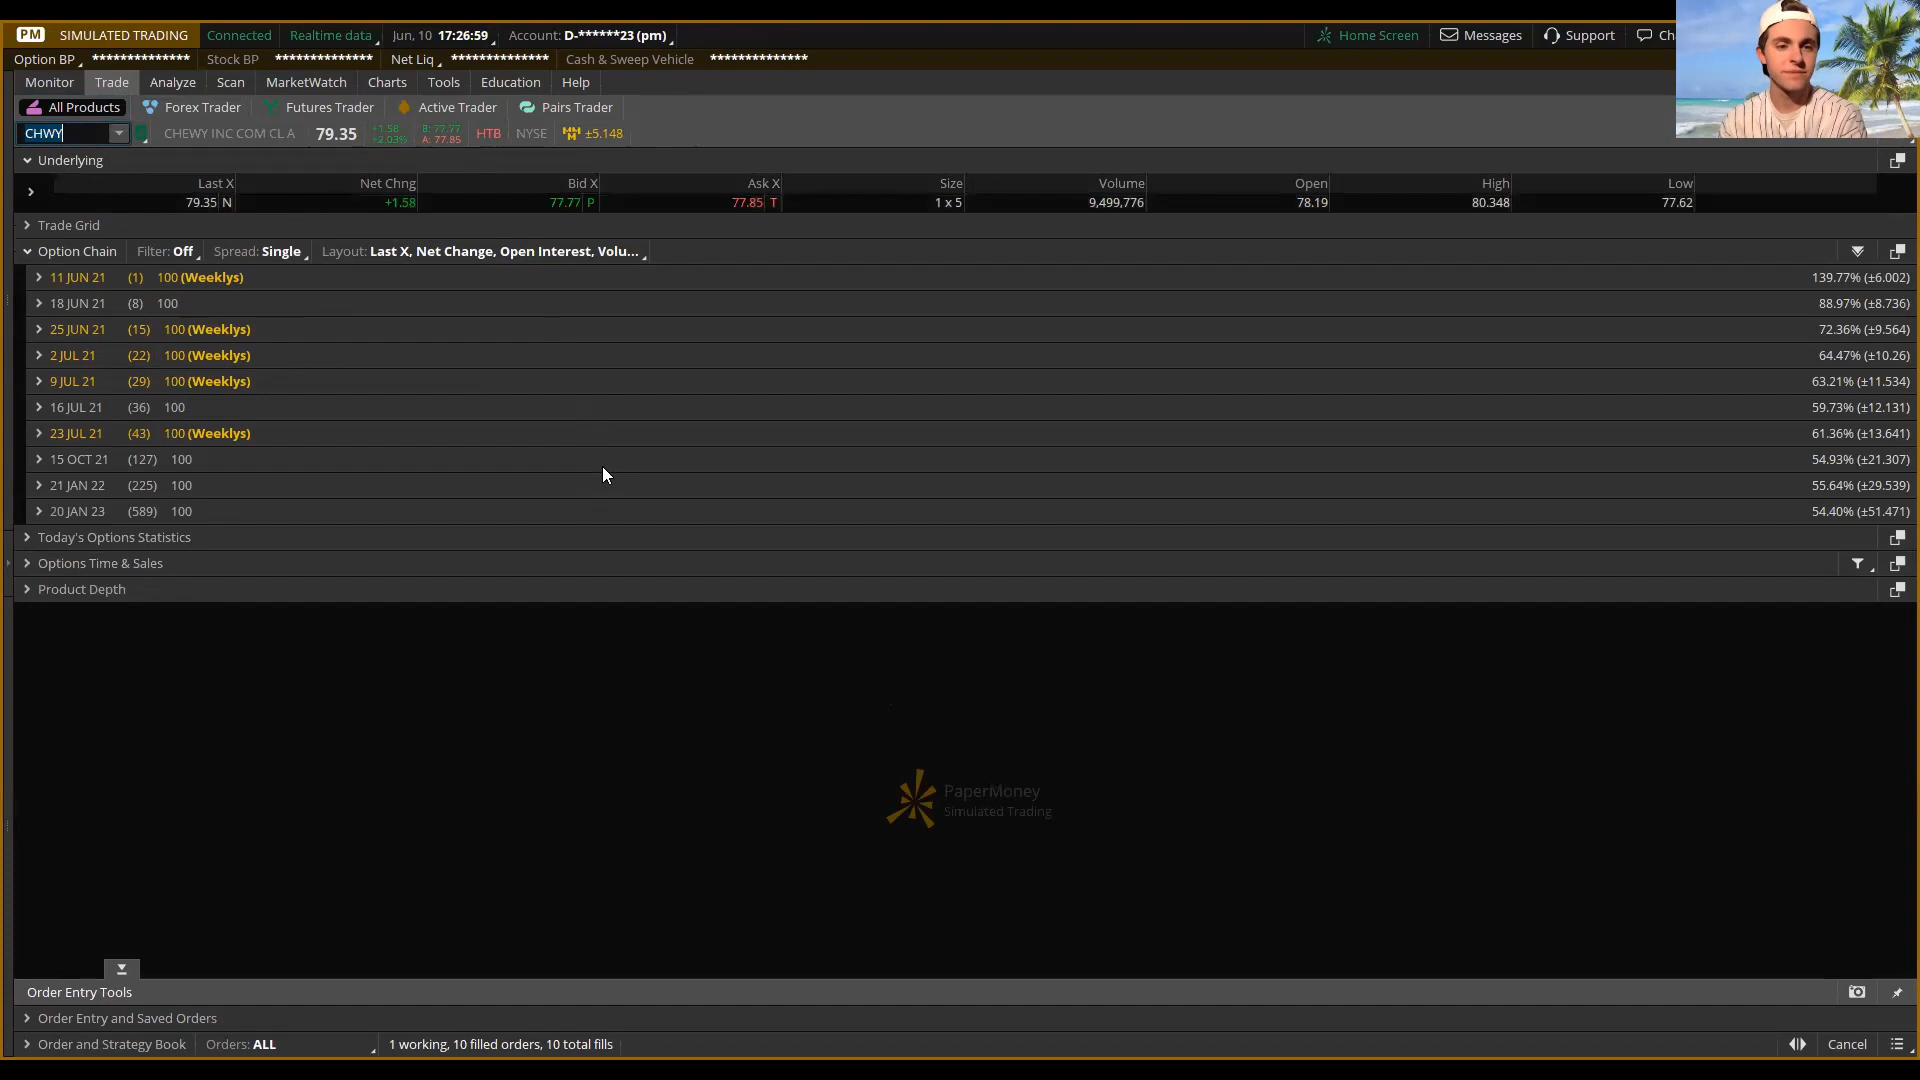 PM SIMULATED TRADING Connected Realtime data Jun, 10 17:26:59 Account: D-******23 (pm) Home Screen Messages Support
Option BP ************** Stock BP ************** Net Liq ************** Cash & Sweep Vehicle **************
Monitor Trade Analyze Scan MarketWatch Charts Tools Education Help
All Products Forex Trader Futures Trader Active Trader Pairs Trader
CHWY CHEWY INC COM CL A 79.35 +1.58 +2.03% B: 77.77 A: 77.85 HTB NYSE ±5.148
Underlying
Last X Net Chng Bid X Ask X Size Volume Open High Low
79.35 N +1.58 77.77 P 77.85 T 1 x 5 9,499,776 78.19 80.348 77.62
Trade Grid
Option Chain Filter: Off Spread: Single Layout: Last X, Net Change, Open Interest, Volu...
11 JUN 21 (1) 100 (Weeklys) 139.77% (±6.002)
18 JUN 21 (8) 100 88.97% (±8.736)
25 JUN 21 (15) 100 (Weeklys) 72.36% (±9.564)
2 JUL 21 (22) 100 (Weeklys) 64.47% (±10.26)
9 JUL 21 (29) 100 (Weeklys) 63.21% (±11.534)
16 JUL 21 (36) 100 59.73% (±12.131)
23 JUL 21 (43) 100 (Weeklys) 61.36% (±13.641)
15 OCT 21 (127) 100 54.93% (±21.307)
21 JAN 22 (225) 100 55.64% (±29.539)
20 JAN 23 (589) 100 54.40% (±51.471)
Today's Options Statistics
Options Time & Sales
Product Depth
PaperMoney
Simulated Trading
Order Entry Tools
Order Entry and Saved Orders
Order and Strategy Book Orders: ALL 1 working, 10 filled orders, 10 total fills Cancel